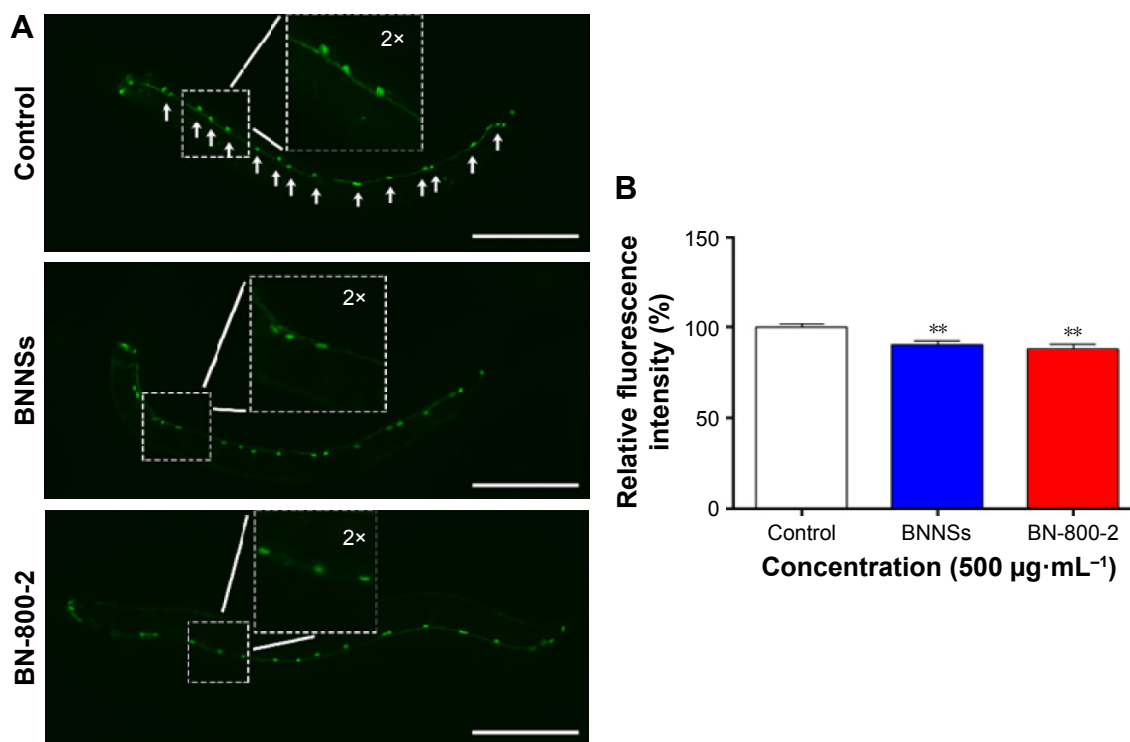 A
Control
2×
BNNSs
2×
BN-800-2
2×
B
Relative fluorescence
intensity (%)
150
100
50
0
**
**
Control
BNNSs
BN-800-2
Concentration (500 µg·mL⁻¹)